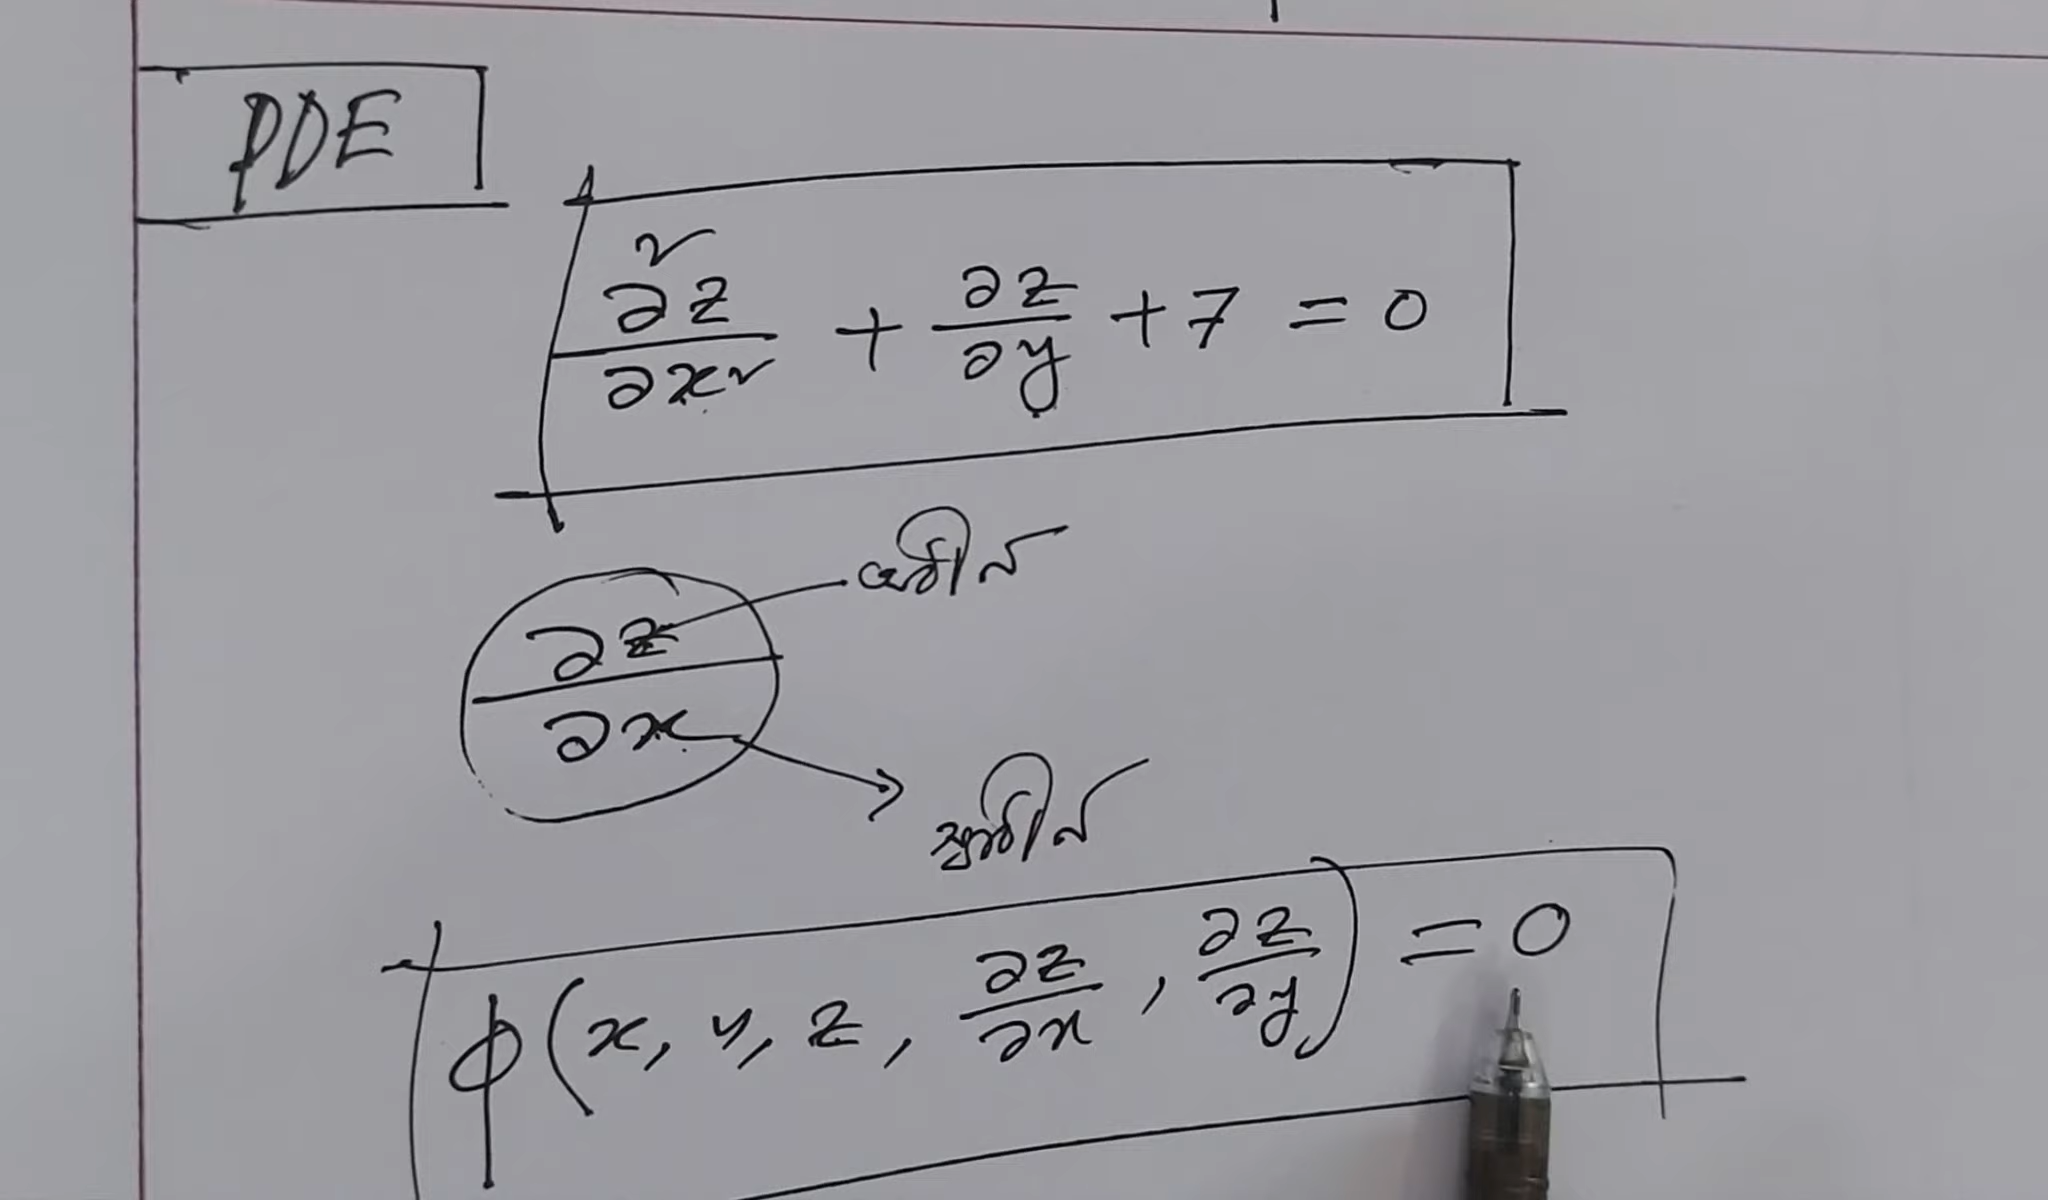 PDE
∂²z/∂x² + ∂z/∂y + 7 = 0
∂z/∂x
অধীন
স্বাধীন
φ(x, y, z, ∂z/∂x, ∂z/∂y) = 0